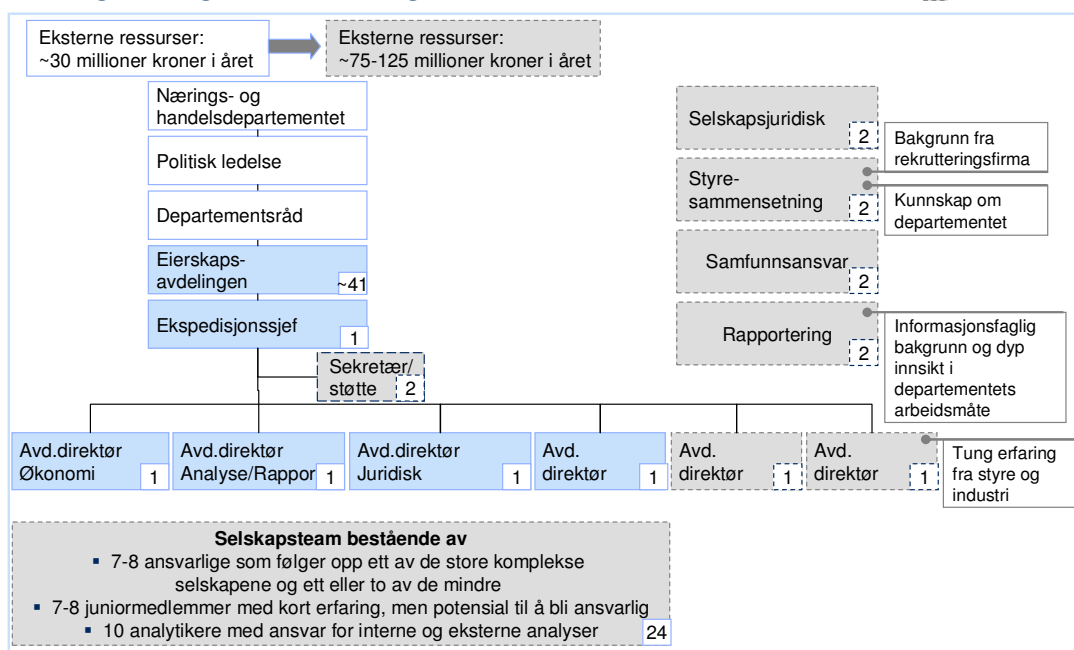 Eksterne ressurser:
~30 millioner kroner i året
Eksterne ressurser:
~75-125 millioner kroner i året
Nærings- og
handelsdepartementet
Politisk ledelse
Departementsråd
Eierskaps-
avdelingen
~41
Ekspedisjonssjef
1
Sekretær/
støtte
2
Selskapsjuridisk
2
Styre-
sammensetning
2
Samfunnsansvar
2
Rapportering
2
Bakgrunn fra
rekrutteringsfirma
Kunnskap om
departementet
Informasjonsfaglig
bakgrunn og dyp
innsikt i
departementets
arbeidsmåte
Avd.direktør
Økonomi
1
Avd.direktør
Analyse/Rappor
1
Avd.direktør
Juridisk
1
Avd.
direktør
1
Avd.
direktør
1
Avd.
direktør
1
Tung erfaring
fra styre og
industri
Selskapsteam bestående av
▪ 7-8 ansvarlige som følger opp ett av de store komplekse
selskapene og ett eller to av de mindre
▪ 7-8 juniormedlemmer med kort erfaring, men potensial til å bli ansvarlig
▪ 10 analytikere med ansvar for interne og eksterne analyser
24